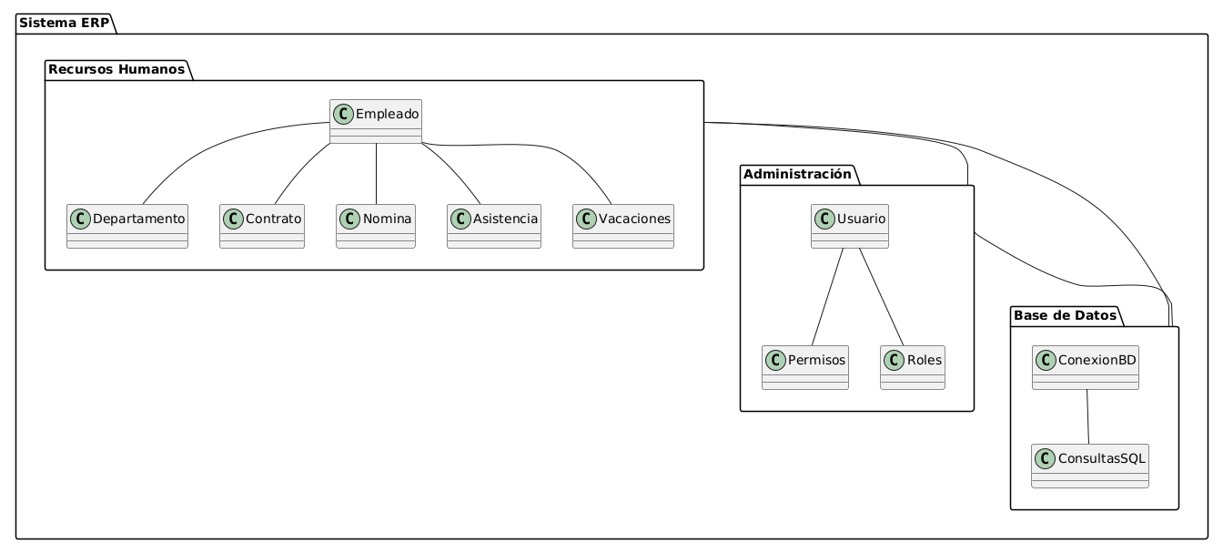 Sistema ERP
Recursos Humanos
C Empleado
C Departamento
C Contrato
C Nomina
C Asistencia
C Vacaciones
Administración
C Usuario
C Permisos
C Roles
Base de Datos
C ConexionBD
C ConsultasSQL